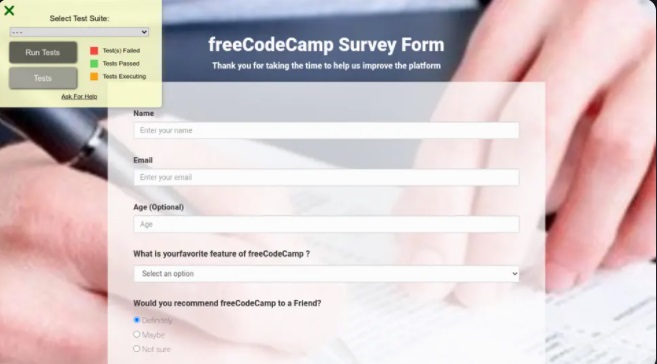 Select Test Suite:
- - -
Run Tests
Tests
Test(s) Failed
Tests Passed
Tests Executing
Ask For Help
freeCodeCamp Survey Form
Thank you for taking the time to help us improve the platform
Name
Enter your name
Email
Enter your email
Age (Optional)
Age
What is yourfavorite feature of freeCodeCamp ?
Select an option
Would you recommend freeCodeCamp to a Friend?
Definitely
Maybe
Not sure